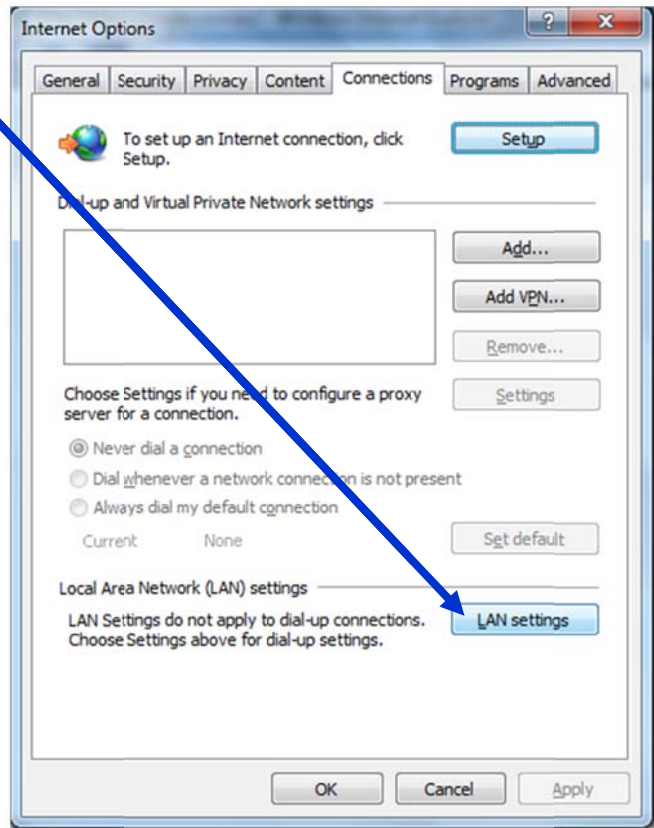 Internet Options
?
X
General Security Privacy Content Connections Programs Advanced
To set up an Internet connection, click
Setup.
Setup
Dial-up and Virtual Private Network settings
Add...
Add VPN...
Remove...
Choose Settings if you need to configure a proxy
server for a connection.
Settings
Never dial a connection
Dial whenever a network connection is not present
Always dial my default connection
Current None
Set default
Local Area Network (LAN) settings
LAN Settings do not apply to dial-up connections.
Choose Settings above for dial-up settings.
LAN settings
OK Cancel Apply